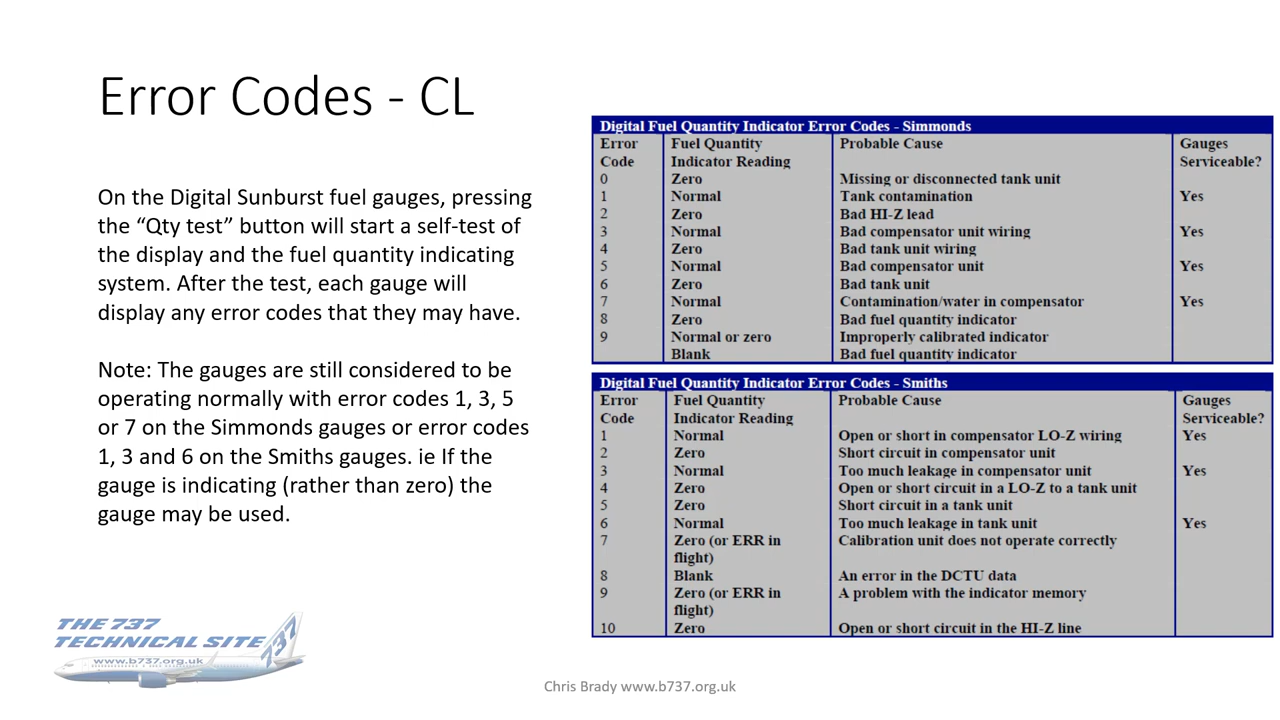 Error Codes - CL
On the Digital Sunburst fuel gauges, pressing
the “Qty test” button will start a self-test of
the display and the fuel quantity indicating
system. After the test, each gauge will
display any error codes that they may have.
Note: The gauges are still considered to be
operating normally with error codes 1, 3, 5
or 7 on the Simmonds gauges or error codes
1, 3 and 6 on the Smiths gauges. ie If the
gauge is indicating (rather than zero) the
gauge may be used.
Digital Fuel Quantity Indicator Error Codes - Simmonds
Error Fuel Quantity Probable Cause Gauges
Code Indicator Reading Serviceable?
0 Zero Missing or disconnected tank unit
1 Normal Tank contamination Yes
2 Zero Bad HI-Z lead
3 Normal Bad compensator unit wiring Yes
4 Zero Bad tank unit wiring
5 Normal Bad compensator unit Yes
6 Zero Bad tank unit
7 Normal Contamination/water in compensator Yes
8 Zero Bad fuel quantity indicator
9 Normal or zero Improperly calibrated indicator
Blank Bad fuel quantity indicator
Digital Fuel Quantity Indicator Error Codes - Smiths
Error Fuel Quantity Probable Cause Gauges
Code Indicator Reading Serviceable?
1 Normal Open or short in compensator LO-Z wiring Yes
2 Zero Short circuit in compensator unit
3 Normal Too much leakage in compensator unit Yes
4 Zero Open or short circuit in a LO-Z to a tank unit
5 Zero Short circuit in a tank unit
6 Normal Too much leakage in tank unit Yes
7 Zero (or ERR in Calibration unit does not operate correctly
flight)
8 Blank An error in the DCTU data
9 Zero (or ERR in A problem with the indicator memory
flight)
10 Zero Open or short circuit in the HI-Z line
THE 737
TECHNICAL SITE
737
www.b737.org.uk
Chris Brady www.b737.org.uk